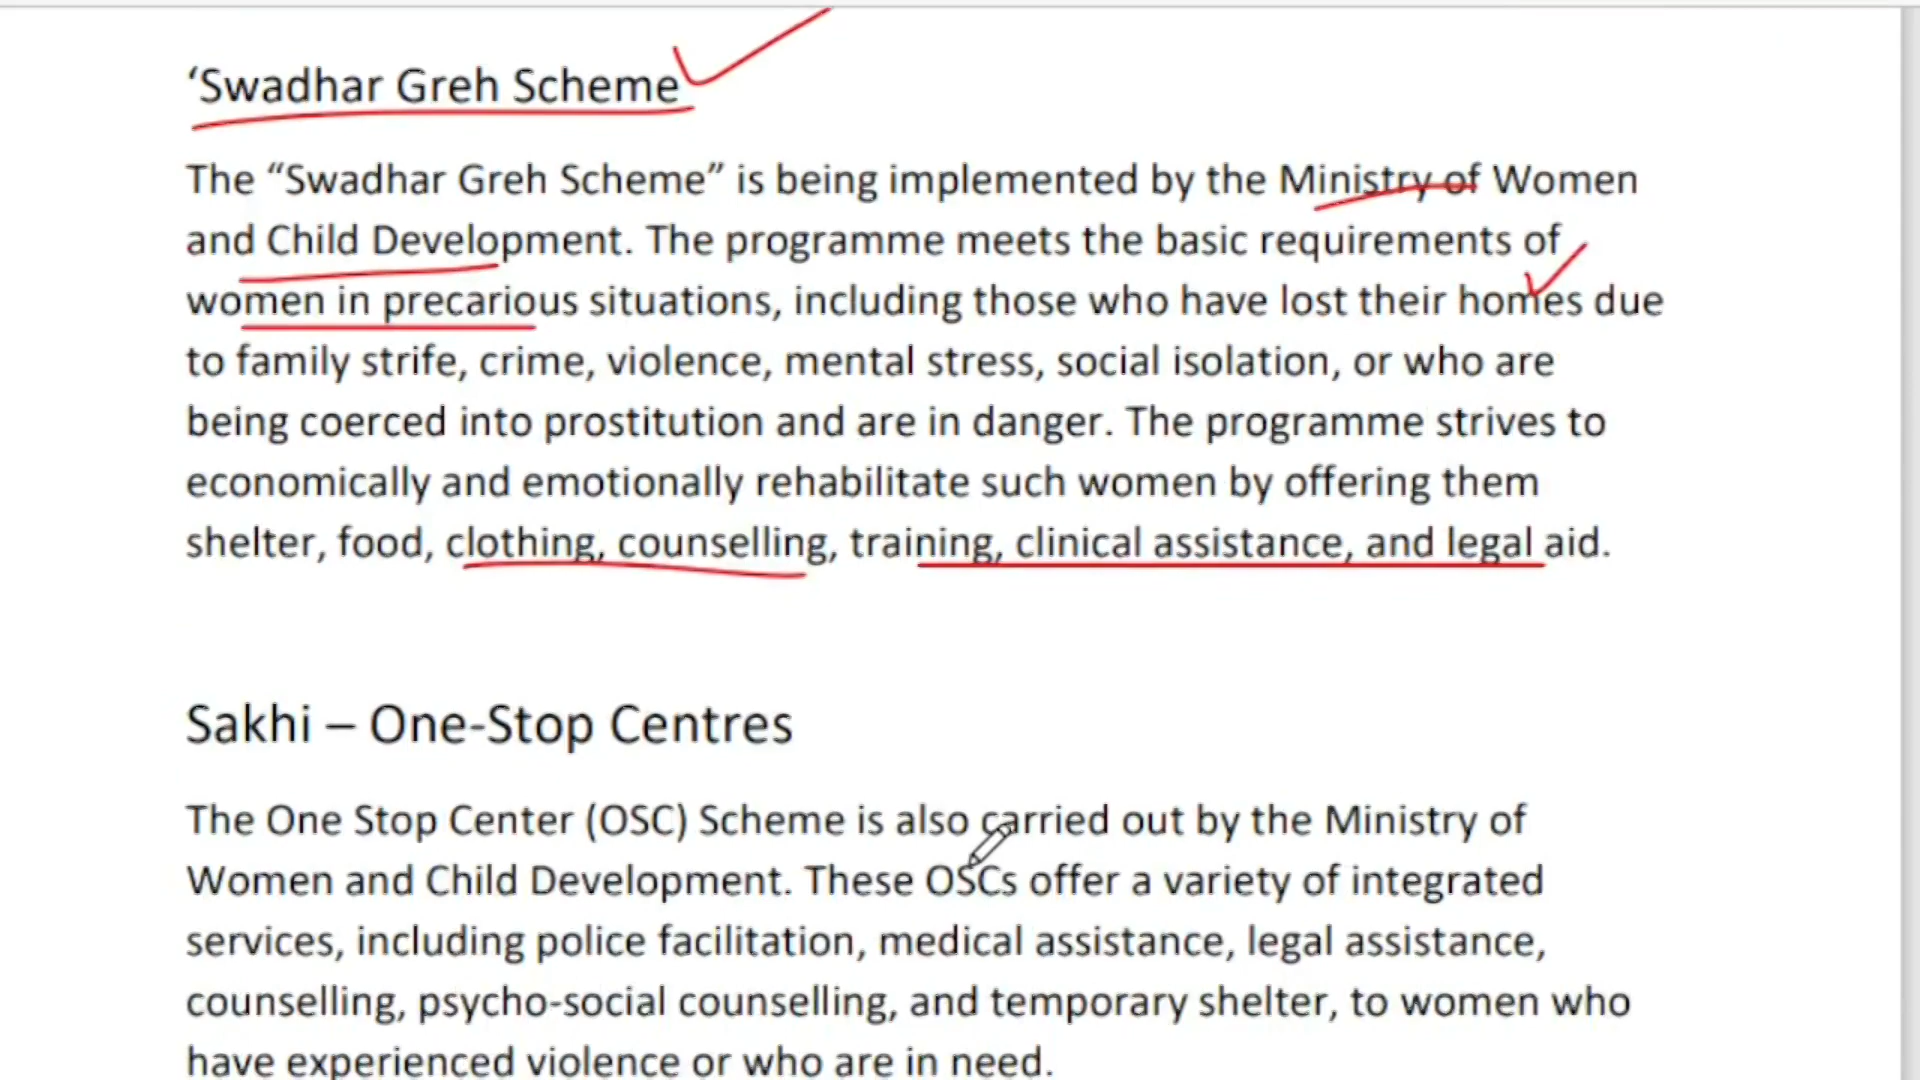 ‘Swadhar Greh Scheme
The “Swadhar Greh Scheme” is being implemented by the Ministry of Women
and Child Development. The programme meets the basic requirements of
women in precarious situations, including those who have lost their homes due
to family strife, crime, violence, mental stress, social isolation, or who are
being coerced into prostitution and are in danger. The programme strives to
economically and emotionally rehabilitate such women by offering them
shelter, food, clothing, counselling, training, clinical assistance, and legal aid.
Sakhi – One-Stop Centres
The One Stop Center (OSC) Scheme is also carried out by the Ministry of
Women and Child Development. These OSCs offer a variety of integrated
services, including police facilitation, medical assistance, legal assistance,
counselling, psycho-social counselling, and temporary shelter, to women who
have experienced violence or who are in need.